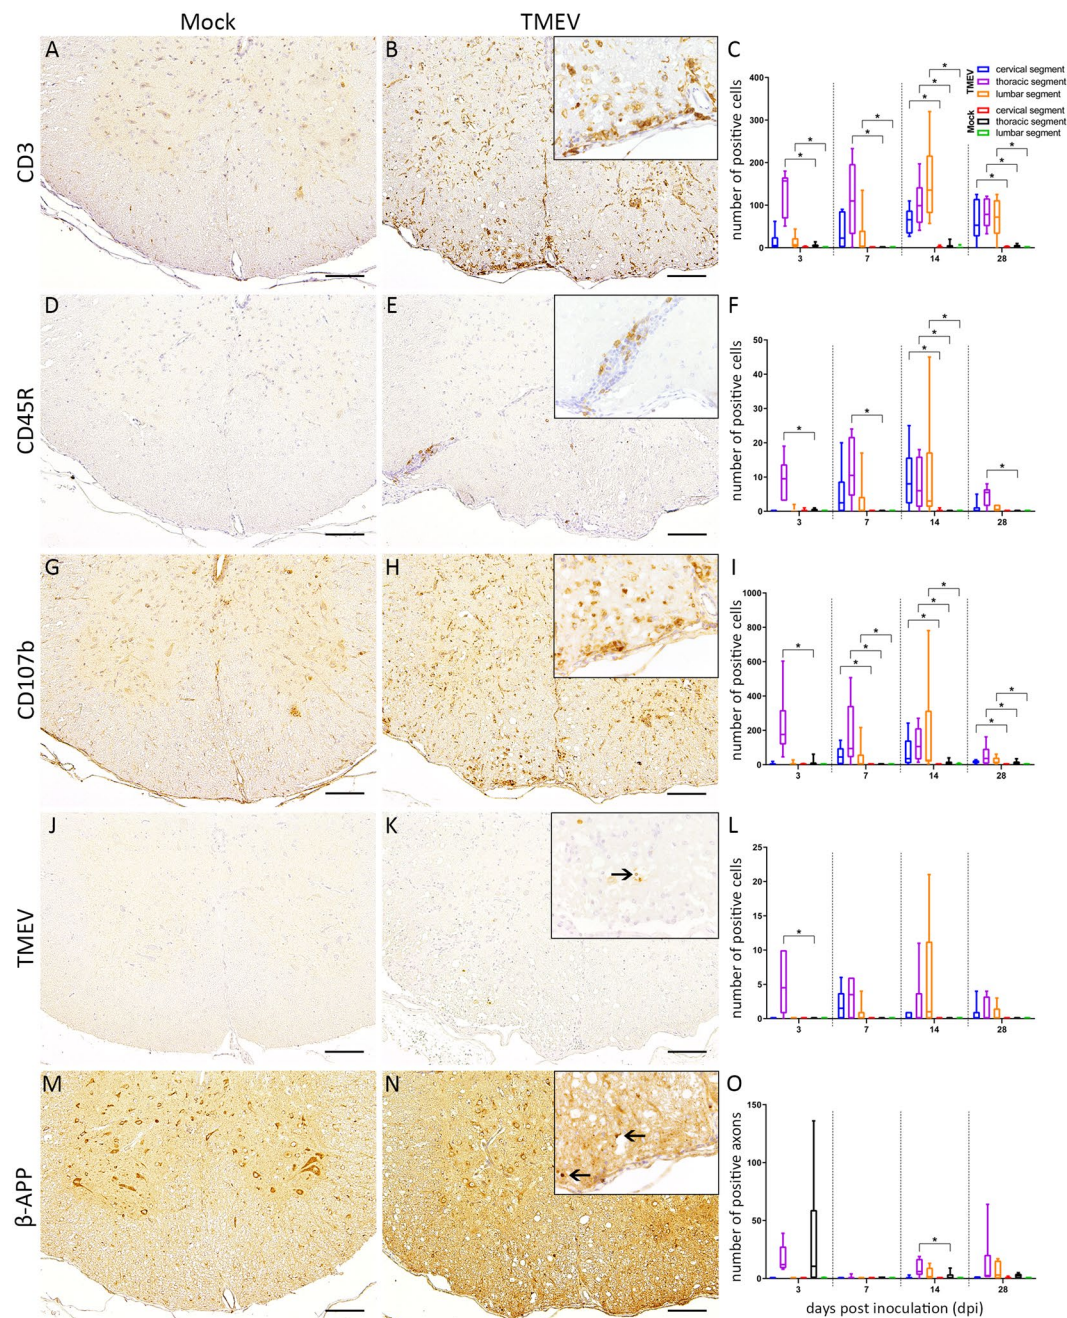 Mock TMEV
CD3
A B C
number of positive cells
400
300
200
100
0
3 7 14 28
* * * * * * * * * *
TMEV
cervical segment
thoracic segment
lumbar segment
Mock
cervical segment
thoracic segment
lumbar segment
CD45R
D E F
number of positive cells
50
40
30
20
10
0
3 7 14 28
* * * * * *
CD107b
G H I
number of positive cells
1000
800
600
400
200
0
3 7 14 28
* * * * * * * * * *
TMEV
J K L
number of positive cells
25
20
15
10
5
0
3 7 14 28
*
β-APP
M N O
number of positive axons
150
100
50
0
3 7 14 28
*
days post inoculation (dpi)